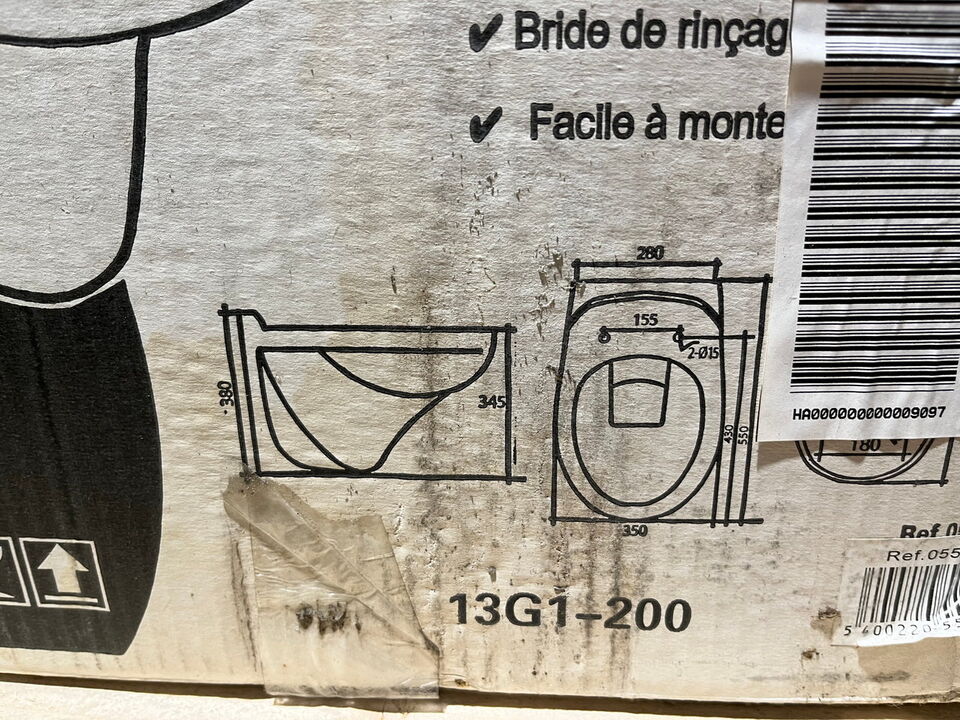 ✓ Bride de rinçag
✓ Facile à monte
280
155
2-Ø15
380
345
430
550
350
HA000000000009097
180
Ref.055
13G1-200